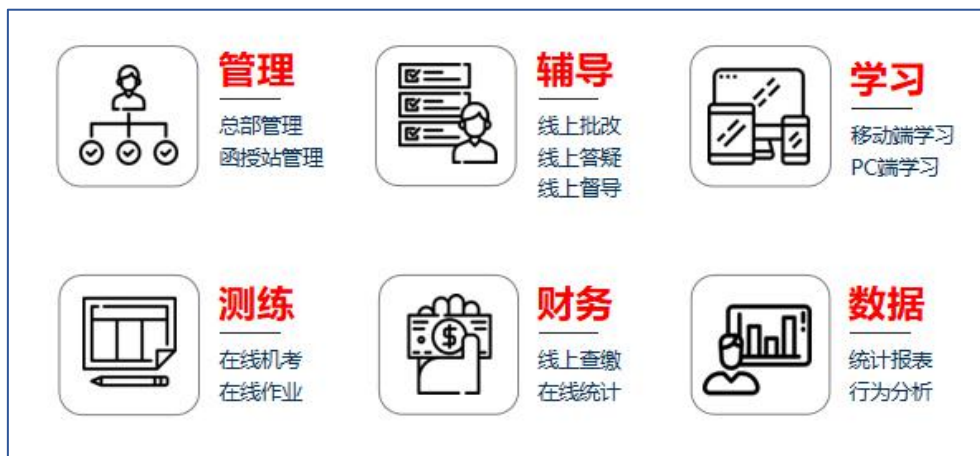 管理
总部管理
函授站管理
辅导
线上批改
线上答疑
线上督导
学习
移动端学习
PC端学习
测练
在线机考
在线作业
财务
线上查缴
在线统计
数据
统计报表
行为分析